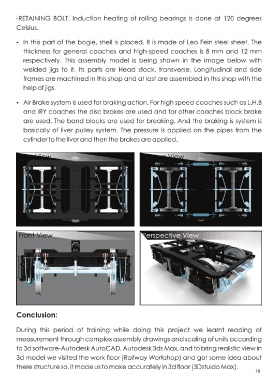 -RETAINING BOLT. Induction heating of rolling bearings is done at 120 degrees
Celsius.
• In this part of the bogie, shell is placed. It is made of Leo Fein steel sheet. The
thickness for general coaches and high-speed coaches is 8 mm and 12 mm
respectively. This assembly model is being shown in the image below with
welded jigs to it. Its parts are Head stock, Transverse, Longitudinal and side
frames are machined in this shop and at last are assembled in this shop with the
help of jigs.
• Air Brake system is used for braking action. For high speed coaches such as L.H.B
and IRY coaches the disc brakes are used and for other coaches block brake
are used. The band blocks are used for breaking. And the braking system is
basically of liver pulley system. The pressure is applied on the pipes from the
cylinder to the liver and then the brakes are applied.
Front View
Perspective View
Conclusion:
During this period of training while doing this project we learnt reading of
measurement through complex assembly drawings and scaling of units according
to 3d software-Autodesk AutoCAD, Autodesk 3ds Max, and to bring realistic view in
3d model we visited the work floor (Railway Workshop) and got some idea about
there structure so, it made us to make accurately in 3d floor (3Dstuido Max).